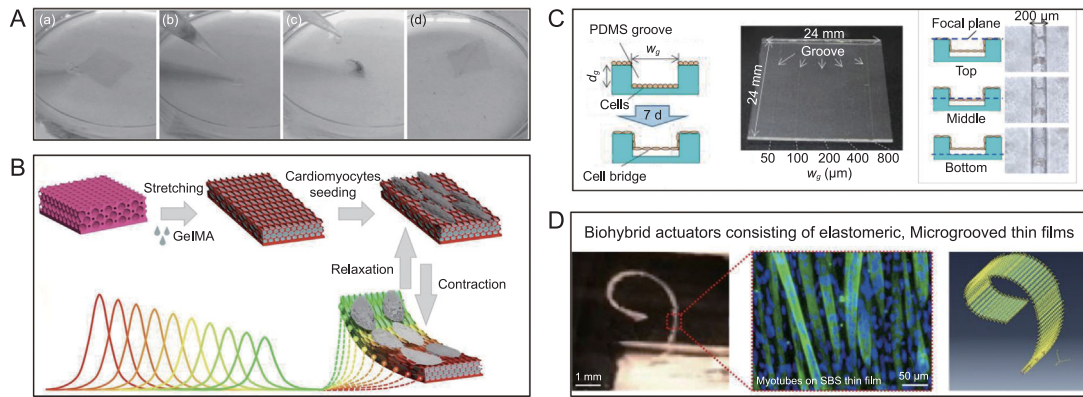 A
(a)
(b)
(c)
(d)
B
Stretching
GelMA
Cardiomyocytes
seeding
Relaxation
Contraction
C
PDMS groove
w_g
d_g
Cells
7 d
Cell bridge
24 mm
Groove
24 mm
50 100 200 400 800
w_g (μm)
Focal plane
200 μm
Top
Middle
Bottom
D
Biohybrid actuators consisting of elastomeric, Microgrooved thin films
1 mm
Myotubes on SBS thin film
50 μm